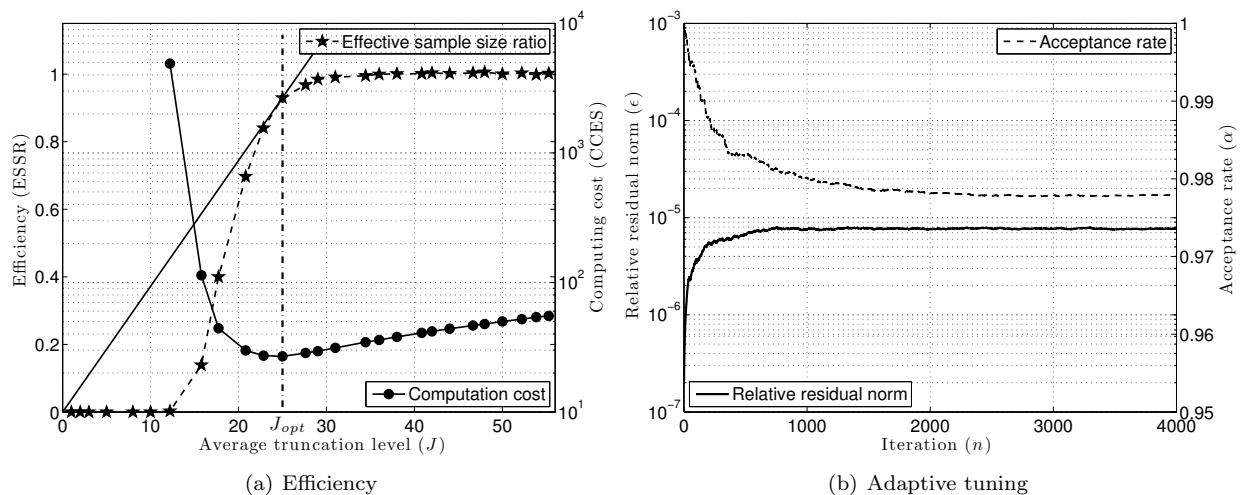 Effective sample size ratio
Computation cost
Efficiency (ESSR)
1
0.8
0.6
0.4
0.2
0
Computing cost (CCES)
10^4
10^3
10^2
10^1
0 10 20 30 40 50
J_opt
Average truncation level (J)
(a) Efficiency
Acceptance rate
Relative residual norm
Relative residual norm (ϵ)
10^−3
10^−4
10^−5
10^−6
10^−7
Acceptance rate (α)
1
0.99
0.98
0.97
0.96
0.95
0 1000 2000 3000 4000
Iteration (n)
(b) Adaptive tuning